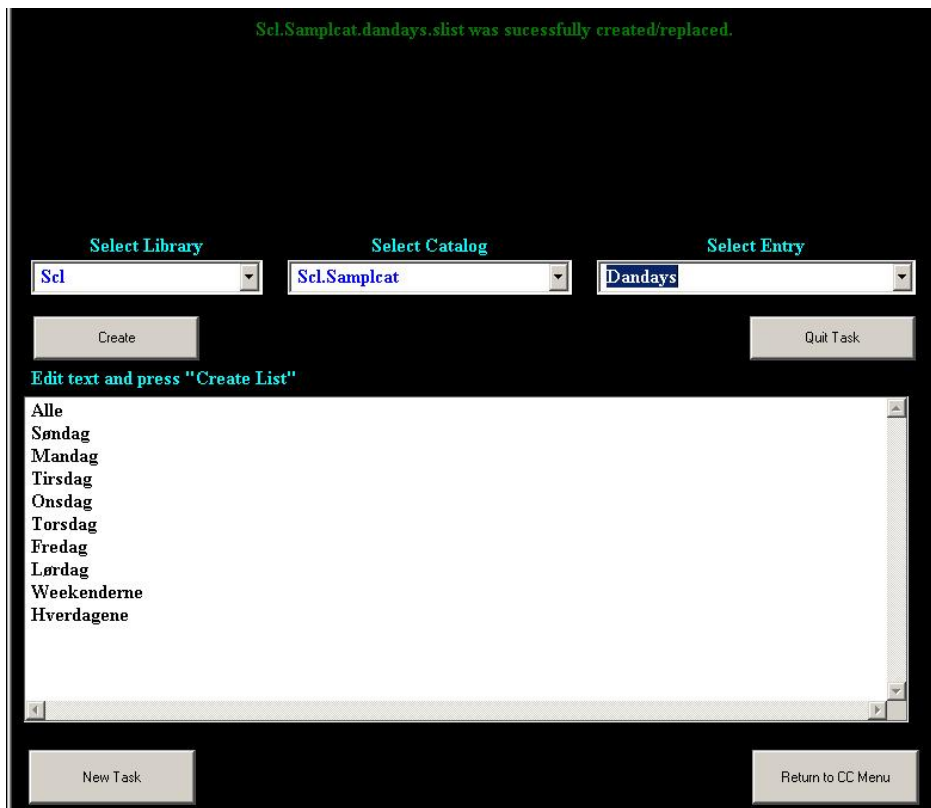 Scl.Samplcat.dandays.slist was sucessfully created/replaced.
Select Library Select Catalog Select Entry
Scl Scl.Samplcat Dandays
Create Quit Task
Edit text and press "Create List"
Alle
Søndag
Mandag
Tirsdag
Onsdag
Torsdag
Fredag
Lørdag
Weekenderne
Hverdagene
New Task Return to CC Menu